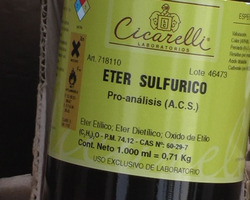 Cicarelli
LABORATORIOS
Art. 718110
Lote 46473
ETER SULFURICO
Pro-análisis (A.C.S.)
Eter Etílico; Eter Dietílico; Oxido de Etilo
(C₂H₅)₂O - P.M. 74.12 - CAS Nº: 60-29-7
Cont. Neto 1.000 ml = 0,71 Kg
USO EXCLUSIVO DE LABORATORIO